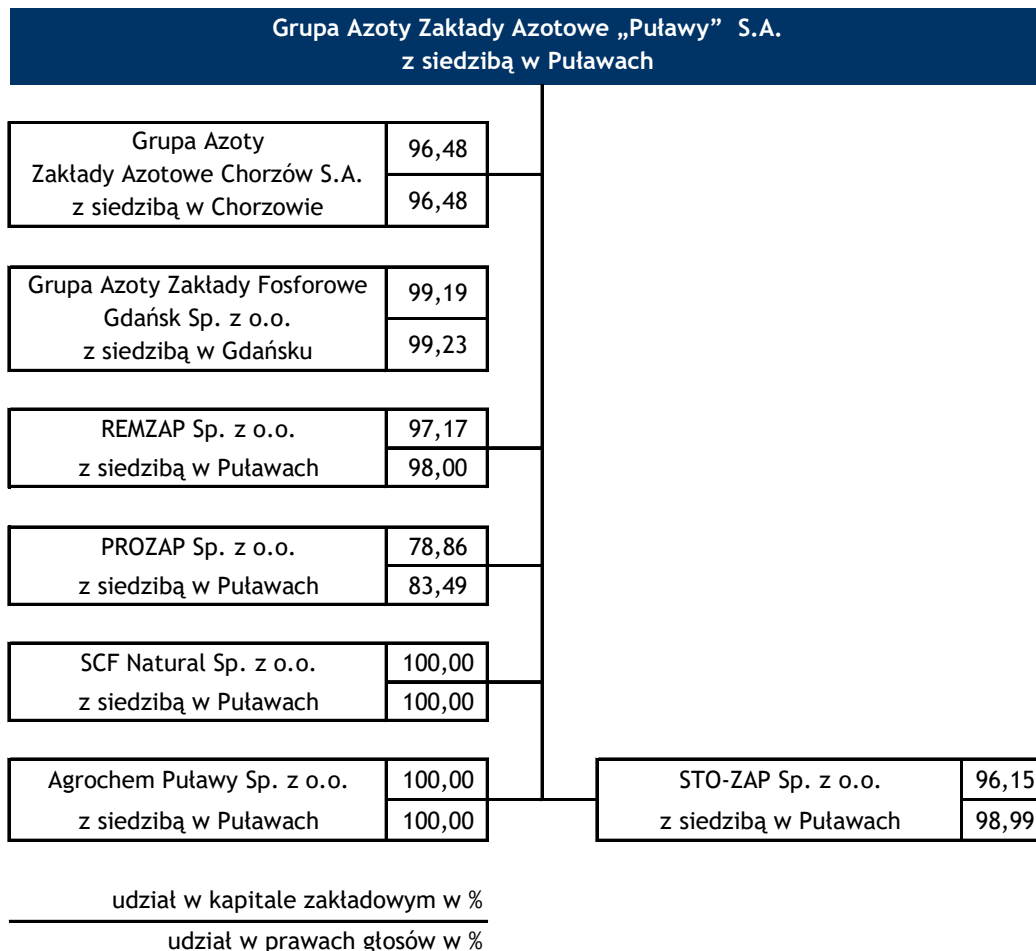 Grupa Azoty Zakłady Azotowe „Puławy” S.A.
z siedzibą w Puławach
Grupa Azoty
Zakłady Azotowe Chorzów S.A.
z siedzibą w Chorzowie
96,48
96,48
Grupa Azoty Zakłady Fosforowe
Gdańsk Sp. z o.o.
z siedzibą w Gdańsku
99,19
99,23
REMZAP Sp. z o.o.
97,17
z siedzibą w Puławach
98,00
PROZAP Sp. z o.o.
78,86
z siedzibą w Puławach
83,49
SCF Natural Sp. z o.o.
100,00
z siedzibą w Puławach
100,00
Agrochem Puławy Sp. z o.o.
100,00
z siedzibą w Puławach
100,00
STO-ZAP Sp. z o.o.
96,15
z siedzibą w Puławach
98,99
udział w kapitale zakładowym w %
udział w prawach głosów w %